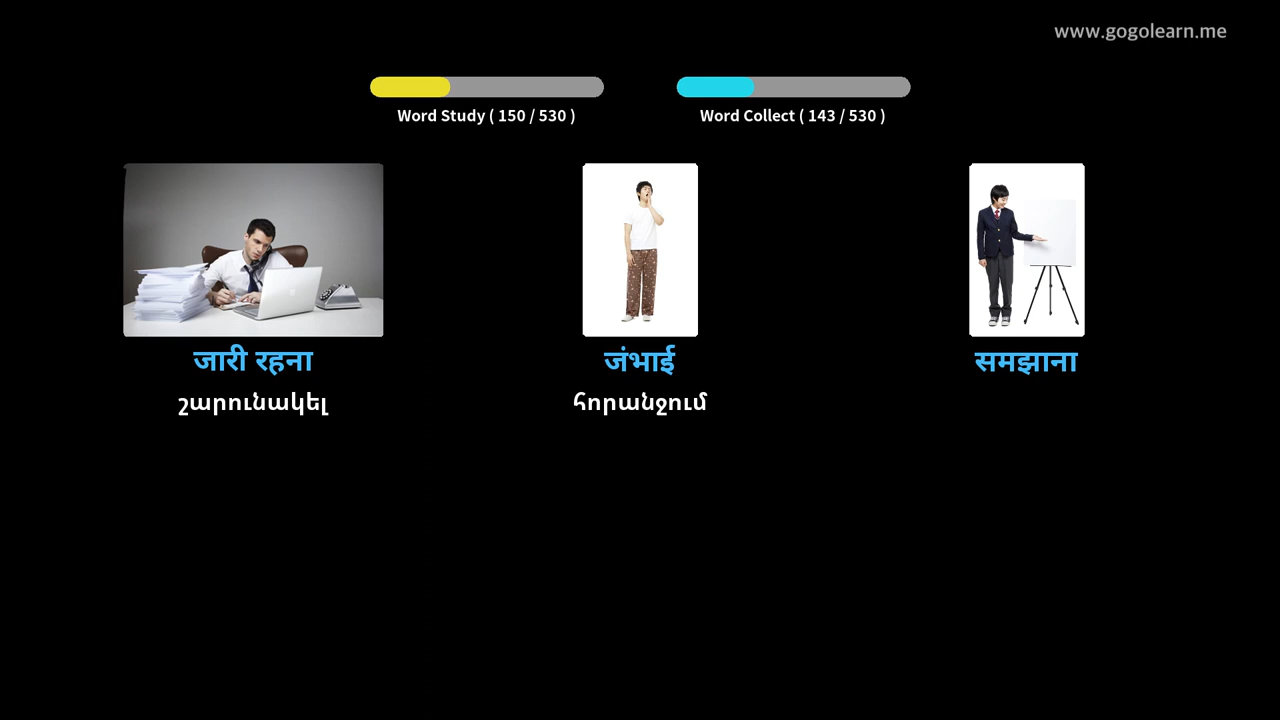 www.gogolearn.me
Word Study ( 150 / 530 )
Word Collect ( 143 / 530 )
जारी रहना
जंभाई
समझाना
շարունակել
հորանջում